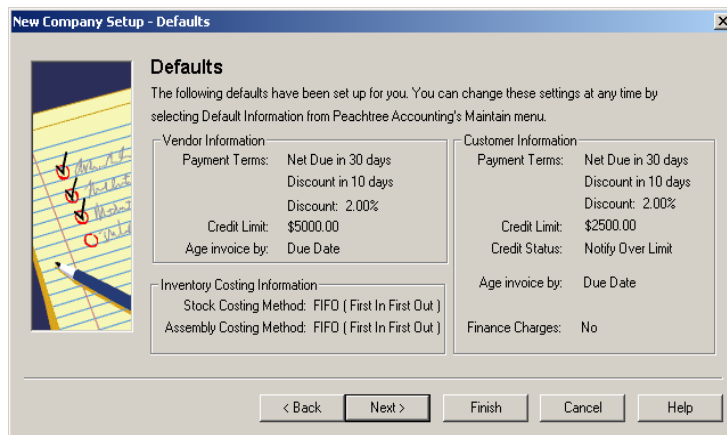 New Company Setup - Defaults
Defaults
The following defaults have been set up for you. You can change these settings at any time by
selecting Default Information from Peachtree Accounting's Maintain menu.
Vendor Information
Payment Terms: Net Due in 30 days
Discount in 10 days
Discount: 2.00%
Credit Limit: $5000.00
Age invoice by: Due Date
Inventory Costing Information
Stock Costing Method: FIFO ( First In First Out )
Assembly Costing Method: FIFO ( First In First Out )
Customer Information
Payment Terms: Net Due in 30 days
Discount in 10 days
Discount: 2.00%
Credit Limit: $2500.00
Credit Status: Notify Over Limit
Age invoice by: Due Date
Finance Charges: No
< Back Next > Finish Cancel Help